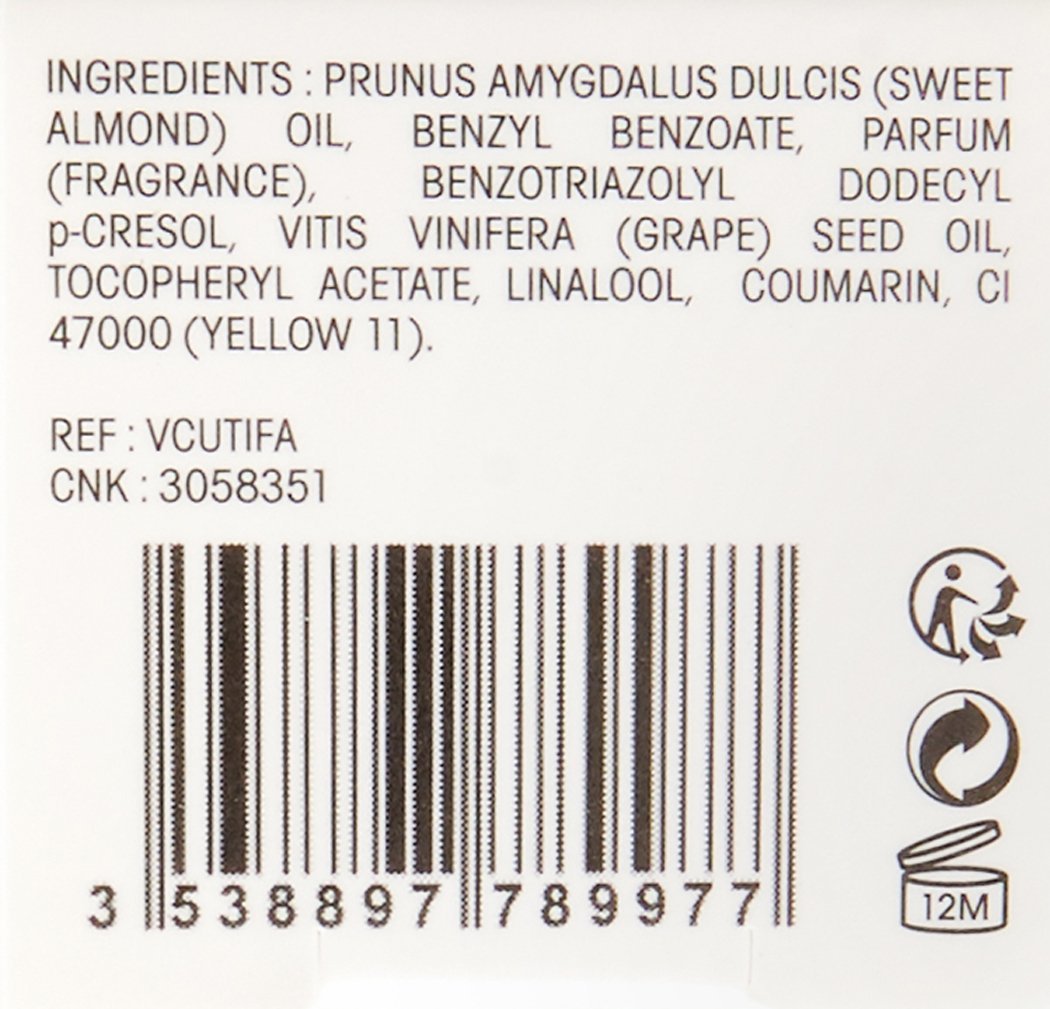 INGREDIENTS : PRUNUS AMYGDALUS DULCIS (SWEET
ALMOND) OIL, BENZYL BENZOATE, PARFUM
(FRAGRANCE), BENZOTRIAZOLYL DODECYL
p-CRESOL, VITIS VINIFERA (GRAPE) SEED OIL,
TOCOPHERYL ACETATE, LINALOOL, COUMARIN, CI
47000 (YELLOW 11).
REF : VCUTIFA
CNK : 3058351
3 538897 789977
12M